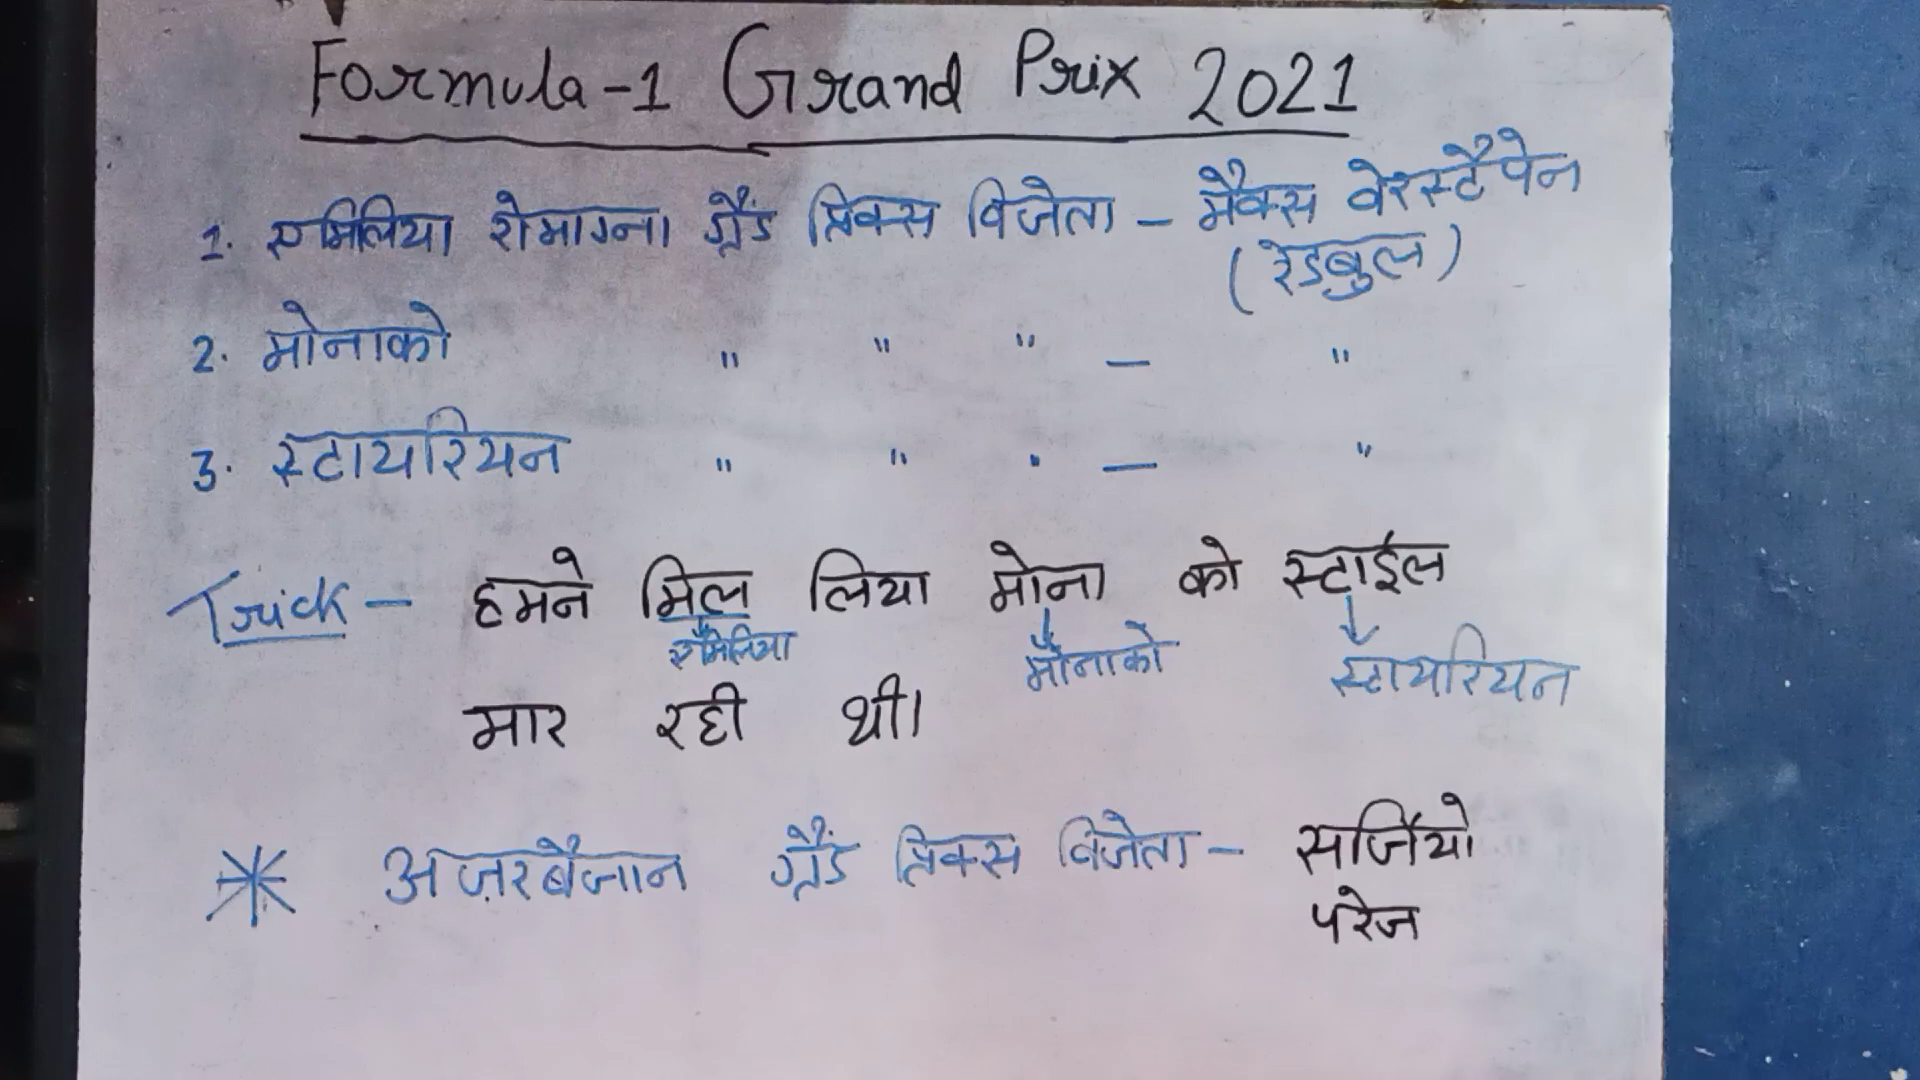 Formula-1 Grand Prix 2021
1. एमिलिया रोमाग्ना ग्रैंड प्रिक्स विजेता - मैक्स वेरस्टैपेन
(रेडबुल)
2. मोनाको " " " — "
3. स्टायरियन " " " — "
Trick - हमने मिल लिया मोना को स्टाईल
एमिलिया मोनाको स्टायरियन
मार रही थी।
* अज़रबैजान ग्रैंड प्रिक्स विजेता - सर्जियो
परेज